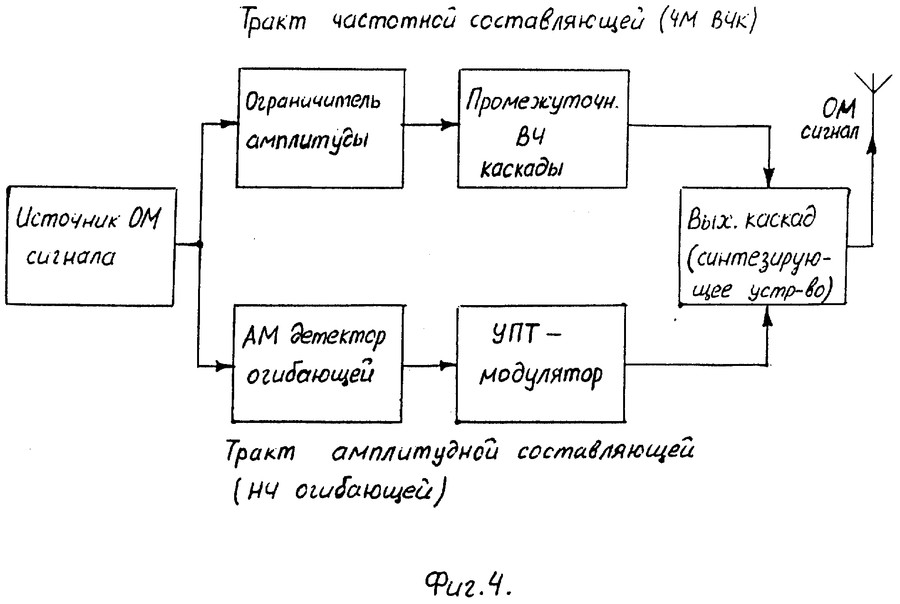 Тракт частотной составляющей (ЧМ ВЧК)
Ограничитель
амплитуды
Промежуточн.
ВЧ
каскады
ОМ
сигнал
Источник ОМ
сигнала
Вых. каскад
(синтезирую-
щее устр-во)
АМ детектор
огибающей
УПТ –
модулятор
Тракт амплитудной составляющей
(НЧ огибающей)
Фиг.4.